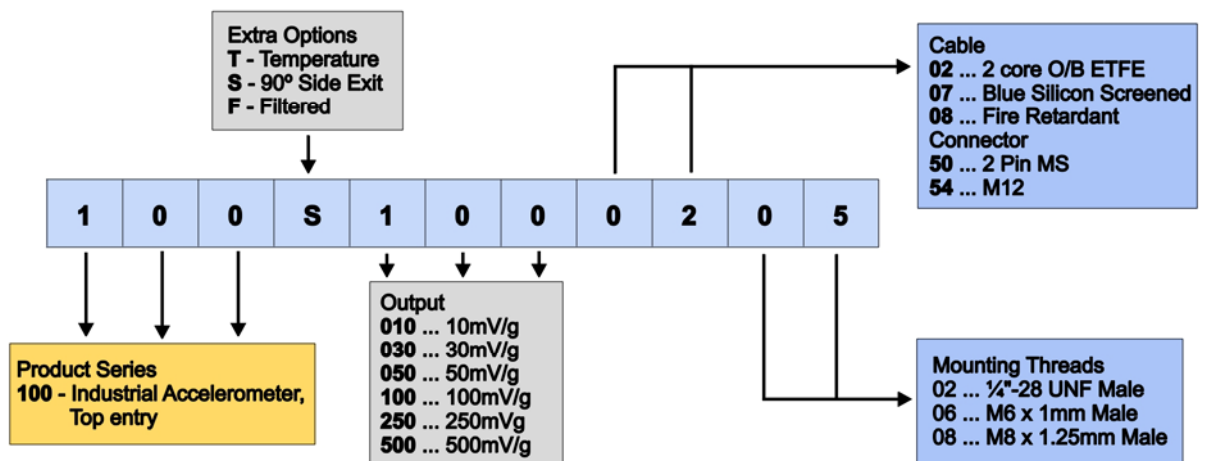 Extra Options
T - Temperature
S - 90º Side Exit
F - Filtered
Cable
02 ... 2 core O/B ETFE
07 ... Blue Silicon Screened
08 ... Fire Retardant
Connector
50 ... 2 Pin MS
54 ... M12
1 0 0 S 1 0 0 0 2 0 5
Product Series
100 - Industrial Accelerometer,
Top entry
Output
010 ... 10mV/g
030 ... 30mV/g
050 ... 50mV/g
100 ... 100mV/g
250 ... 250mVg
500 ... 500mV/g
Mounting Threads
02 ... ¼"-28 UNF Male
06 ... M6 x 1mm Male
08 ... M8 x 1.25mm Male